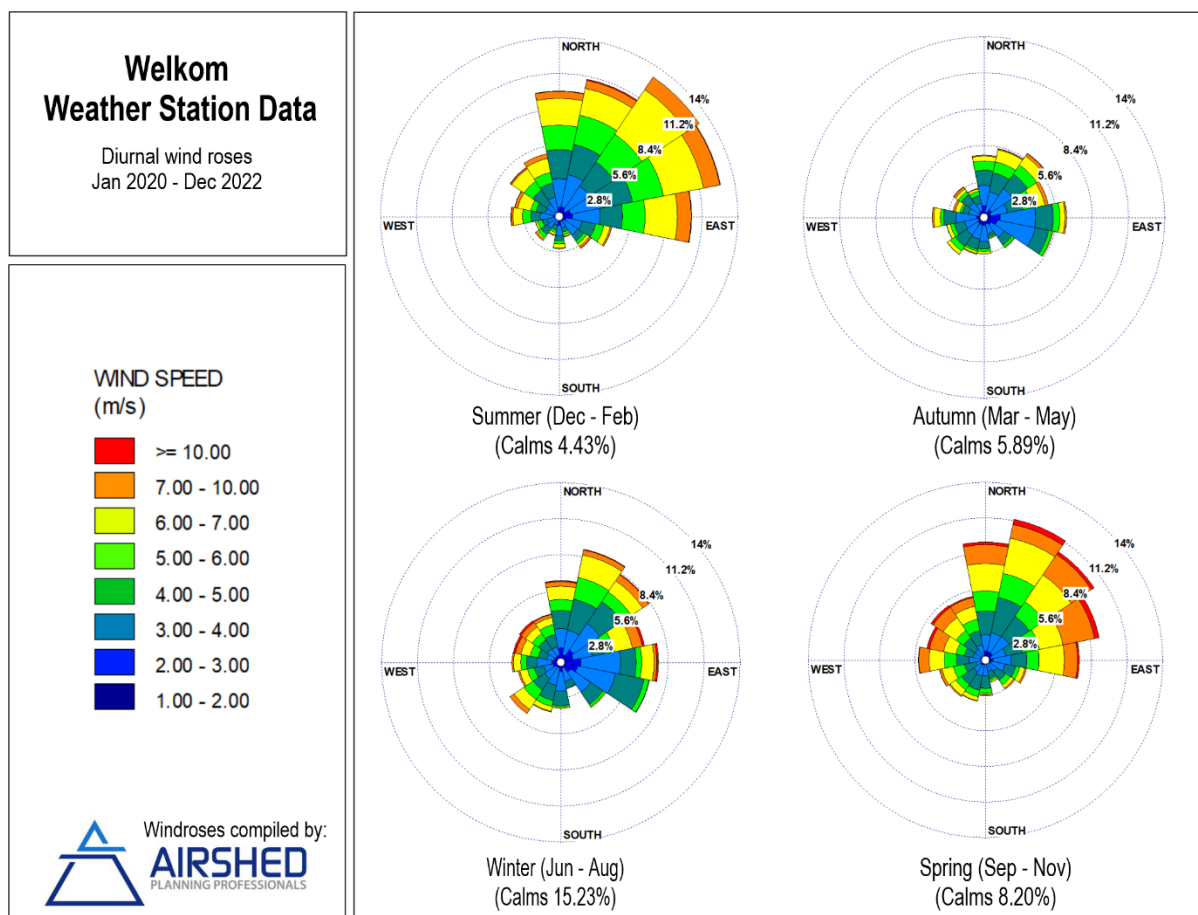 Welkom
Weather Station Data
Diurnal wind roses
Jan 2020 - Dec 2022
WIND SPEED
(m/s)
>= 10.00
7.00 - 10.00
6.00 - 7.00
5.00 - 6.00
4.00 - 5.00
3.00 - 4.00
2.00 - 3.00
1.00 - 2.00
Windroses compiled by:
AIRSHED
PLANNING PROFESSIONALS
NORTH
14%
11.2%
8.4%
5.6%
2.8%
WEST
EAST
SOUTH
Summer (Dec - Feb)
(Calms 4.43%)
NORTH
14%
11.2%
8.4%
5.6%
2.8%
WEST
EAST
SOUTH
Autumn (Mar - May)
(Calms 5.89%)
NORTH
14%
11.2%
8.4%
5.6%
2.8%
WEST
EAST
SOUTH
Winter (Jun - Aug)
(Calms 15.23%)
NORTH
14%
11.2%
8.4%
5.6%
2.8%
WEST
EAST
SOUTH
Spring (Sep - Nov)
(Calms 8.20%)